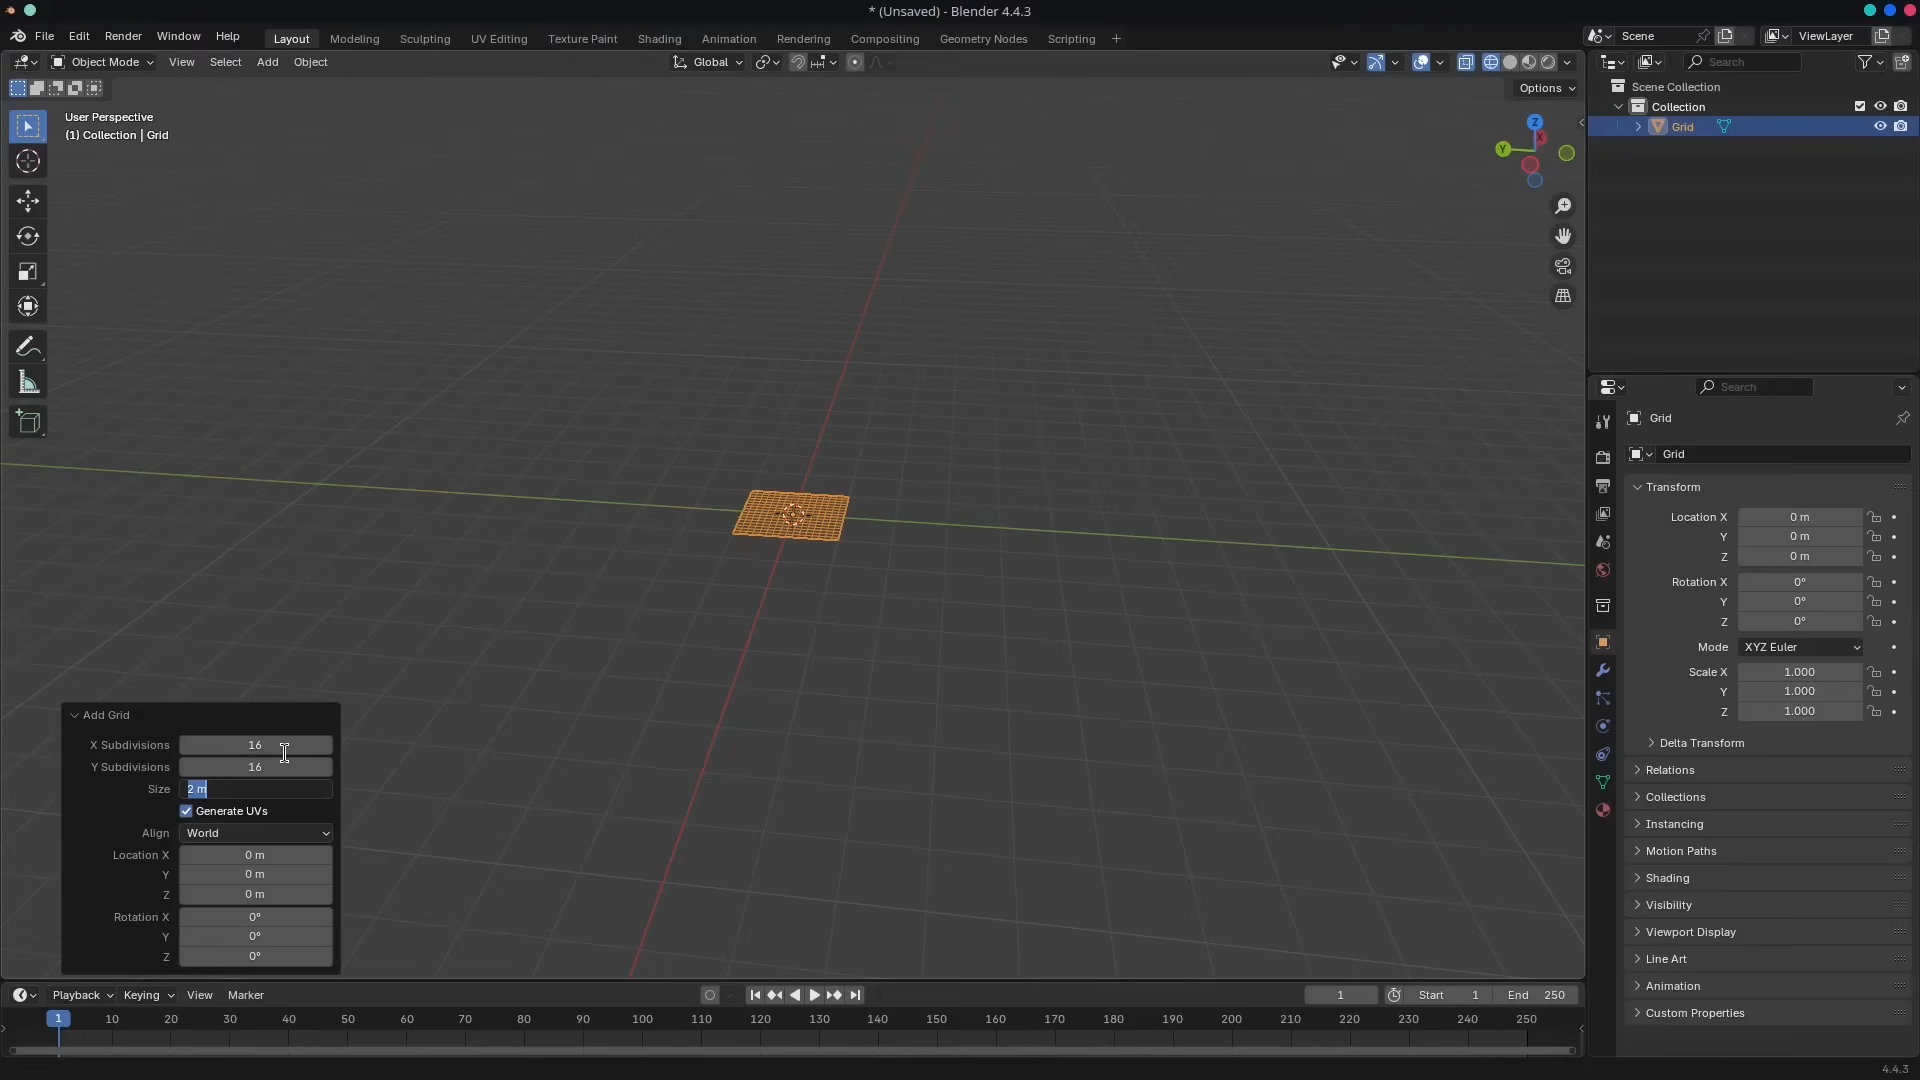 * (Unsaved) - Blender 4.4.3
File Edit Render Window Help Layout Modeling Sculpting UV Editing Texture Paint Shading Animation Rendering Compositing Geometry Nodes Scripting + Scene ViewLayer
Object Mode View Select Add Object Global Search
Options
Scene Collection
Collection
Grid
User Perspective
(1) Collection | Grid
Z
X
Y
Search
Grid
Grid
Transform
Location X 0 m
Y 0 m
Z 0 m
Rotation X 0°
Y 0°
Z 0°
Mode XYZ Euler
Scale X 1.000
Y 1.000
Z 1.000
Delta Transform
Relations
Collections
Instancing
Motion Paths
Shading
Visibility
Viewport Display
Line Art
Animation
Custom Properties
Add Grid
X Subdivisions 16
Y Subdivisions 16
Size 2 m
Generate UVs
Align World
Location X 0 m
Y 0 m
Z 0 m
Rotation X 0°
Y 0°
Z 0°
Playback Keying View Marker 1 Start 1 End 250
1 10 20 30 40 50 60 70 80 90 100 110 120 130 140 150 160 170 180 190 200 210 220 230 240 250
4.4.3